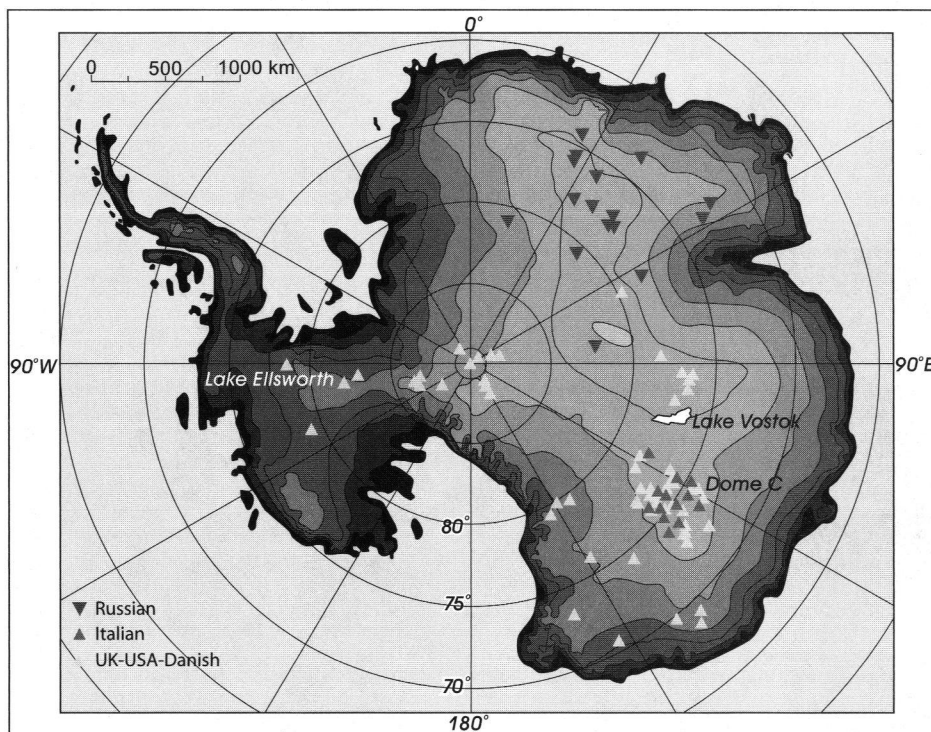 0°
0 500 1000 km
90°W
90°E
Lake Ellsworth
Lake Vostok
Dome C
80°
75°
70°
Russian
Italian
UK-USA-Danish
180°